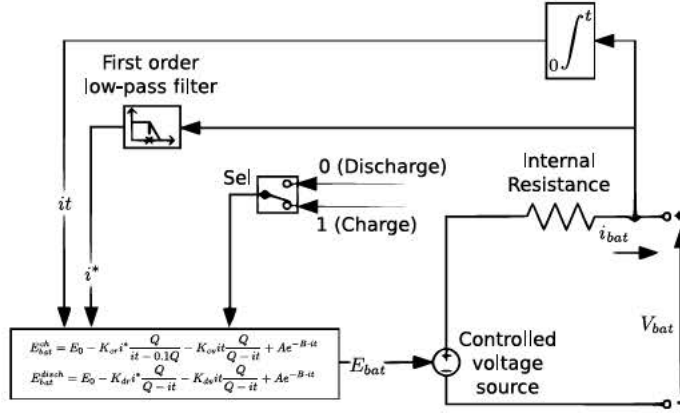 ∫ t 0
First order
low-pass filter
Sel
0 (Discharge)
1 (Charge)
Internal
Resistance
it
i*
i_bat
V_bat
E_bat^ch = E_0 − K_cr i* Q/(it − 0.1Q) − K_cv it Q/(Q − it) + Ae^(−B·it)
E_bat^disch = E_0 − K_dr i* Q/(Q − it) − K_dv it Q/(Q − it) + Ae^(−B·it)
E_bat
+
−
Controlled
voltage
source